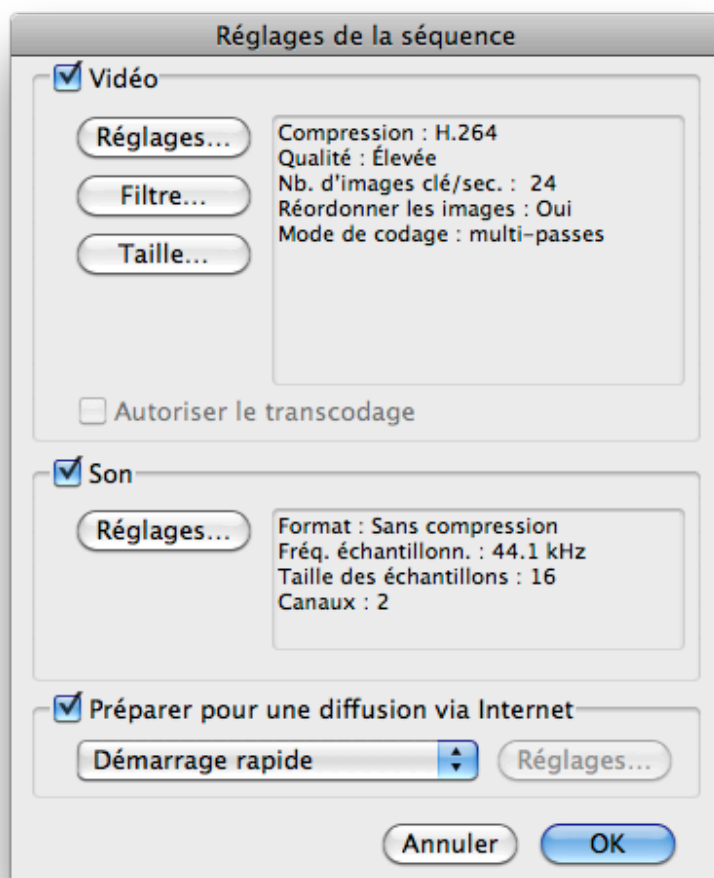 Réglages de la séquence
Vidéo
Réglages...
Filtre...
Taille...
Compression : H.264
Qualité : Élevée
Nb. d'images clé/sec. : 24
Réordonner les images : Oui
Mode de codage : multi-passes
Autoriser le transcodage
Son
Réglages...
Format : Sans compression
Fréq. échantillonn. : 44.1 kHz
Taille des échantillons : 16
Canaux : 2
Préparer pour une diffusion via Internet
Démarrage rapide
Réglages...
Annuler
OK